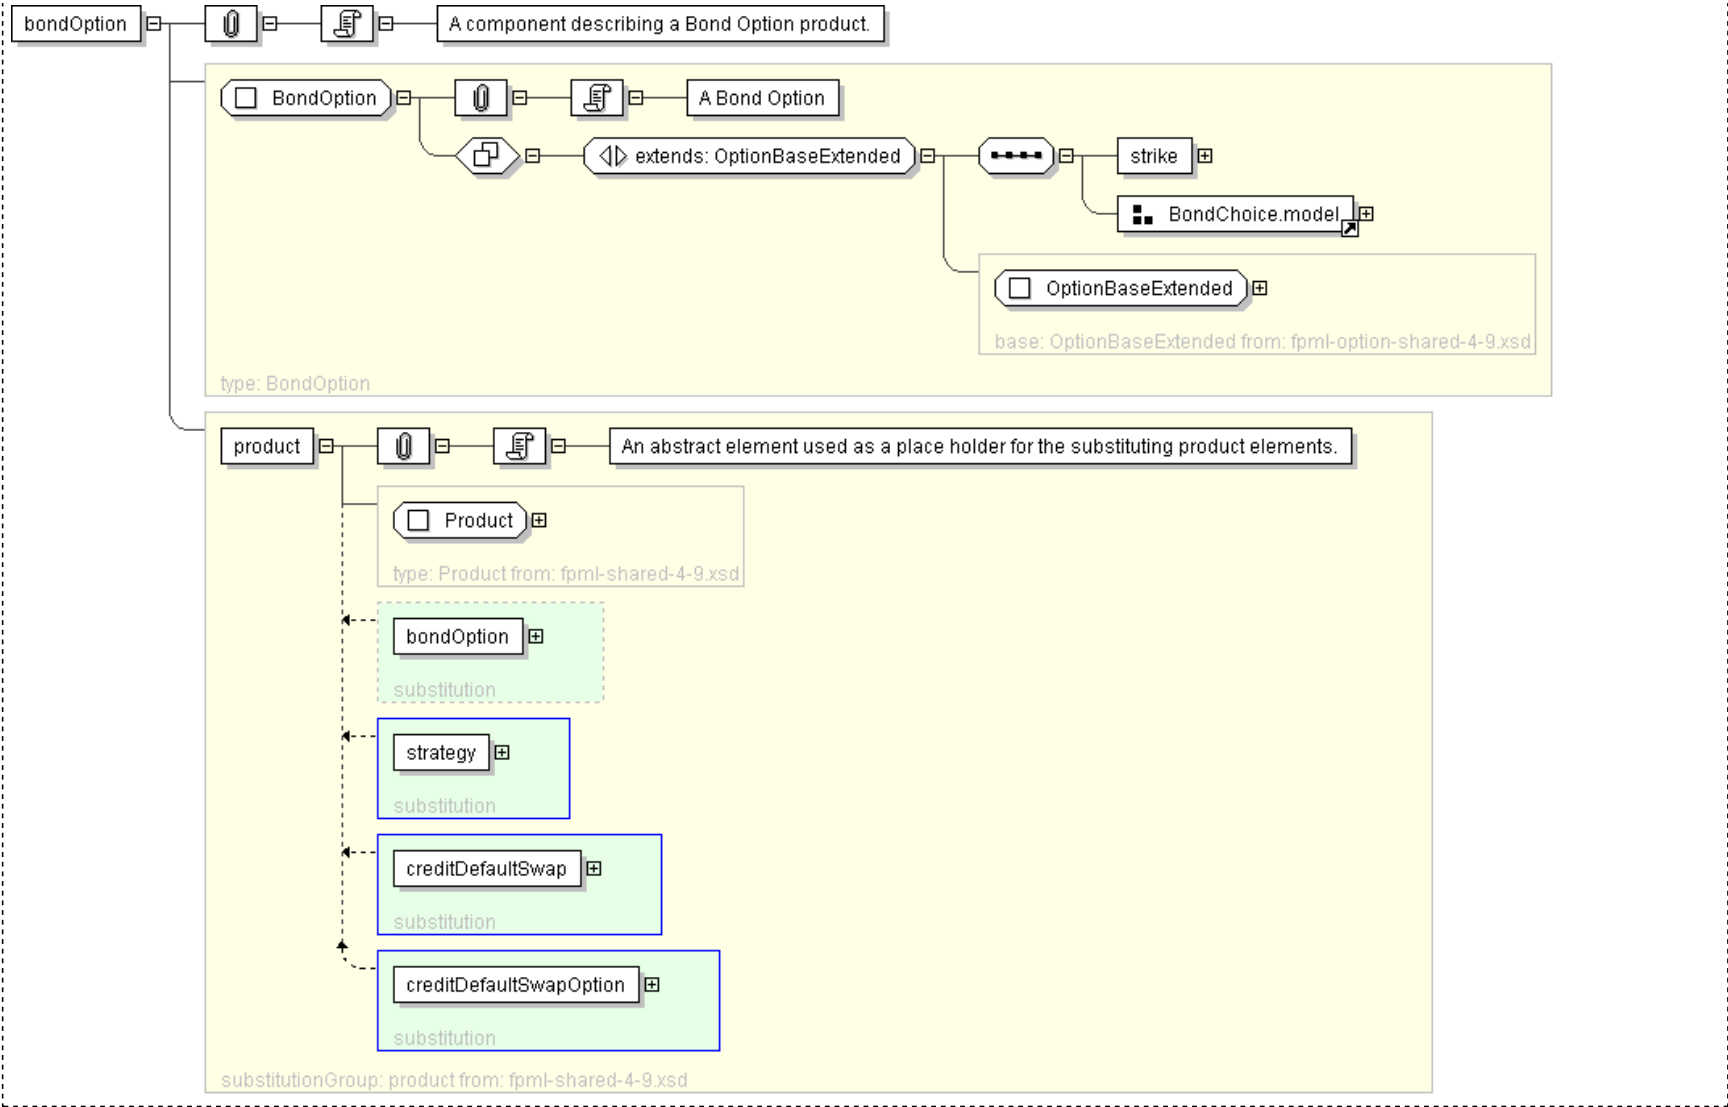 bondOption
A component describing a Bond Option product.
BondOption
A Bond Option
extends: OptionBaseExtended
strike
BondChoice.model
OptionBaseExtended
base: OptionBaseExtended from: fpml-option-shared-4-9.xsd
type: BondOption
product
An abstract element used as a place holder for the substituting product elements.
Product
type: Product from: fpml-shared-4-9.xsd
bondOption
substitution
strategy
substitution
creditDefaultSwap
substitution
creditDefaultSwapOption
substitution
substitutionGroup: product from: fpml-shared-4-9.xsd